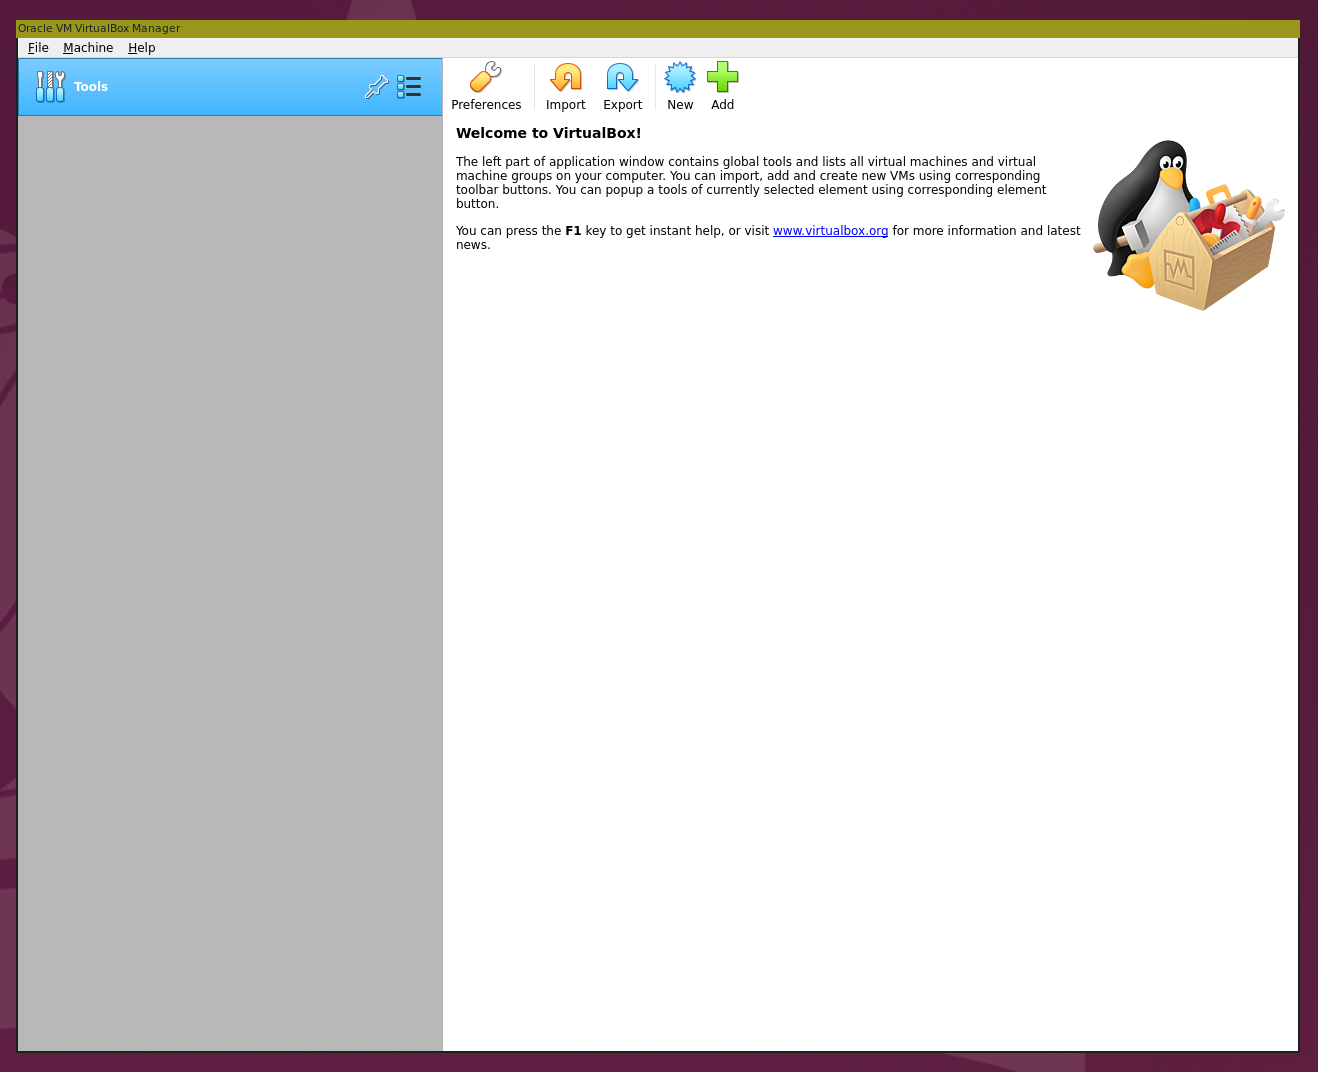 Oracle VM VirtualBox Manager
File Machine Help
Tools
Preferences Import Export New Add
Welcome to VirtualBox!
The left part of application window contains global tools and lists all virtual machines and virtual
machine groups on your computer. You can import, add and create new VMs using corresponding
toolbar buttons. You can popup a tools of currently selected element using corresponding element
button.
You can press the F1 key to get instant help, or visit www.virtualbox.org for more information and latest
news.